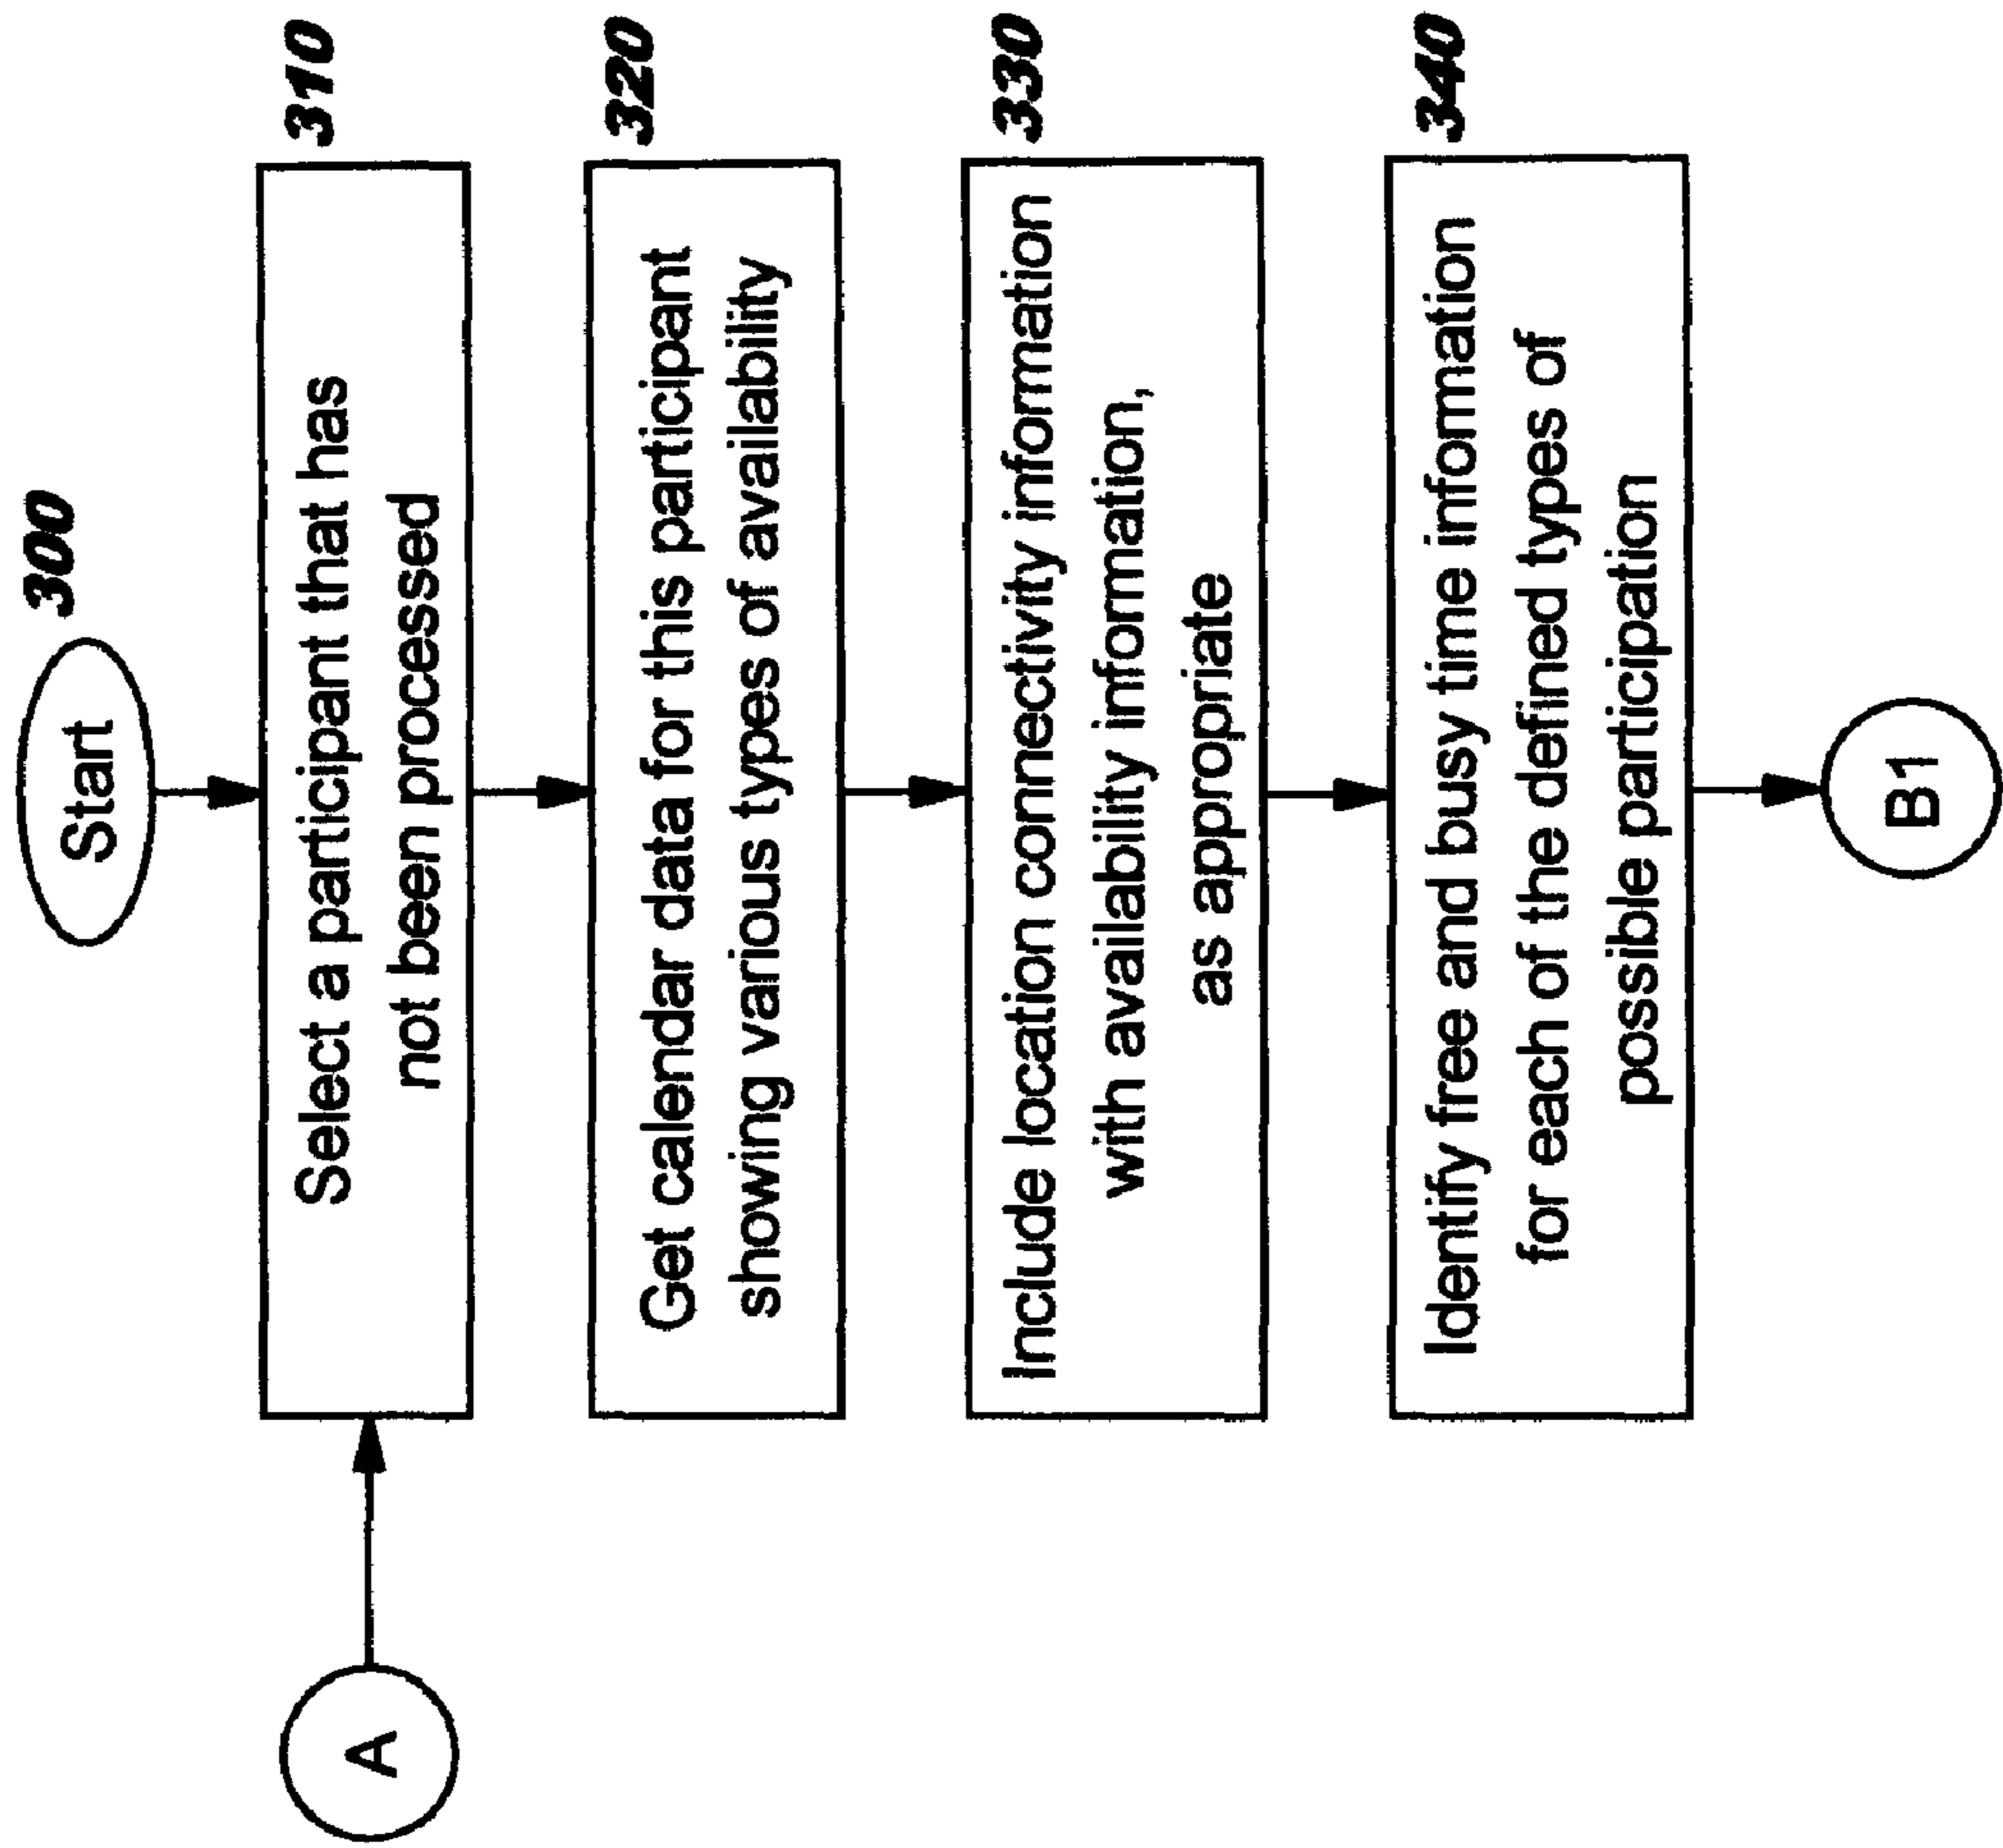 300
Start
A
310
Select a participant that has
not been processed
320
Get calendar data for this participant
showing various types of availability
330
Include location connectivity information
with availability information,
as appropriate
340
Identify free and busy time information
for each of the defined types of
possible participation
B1